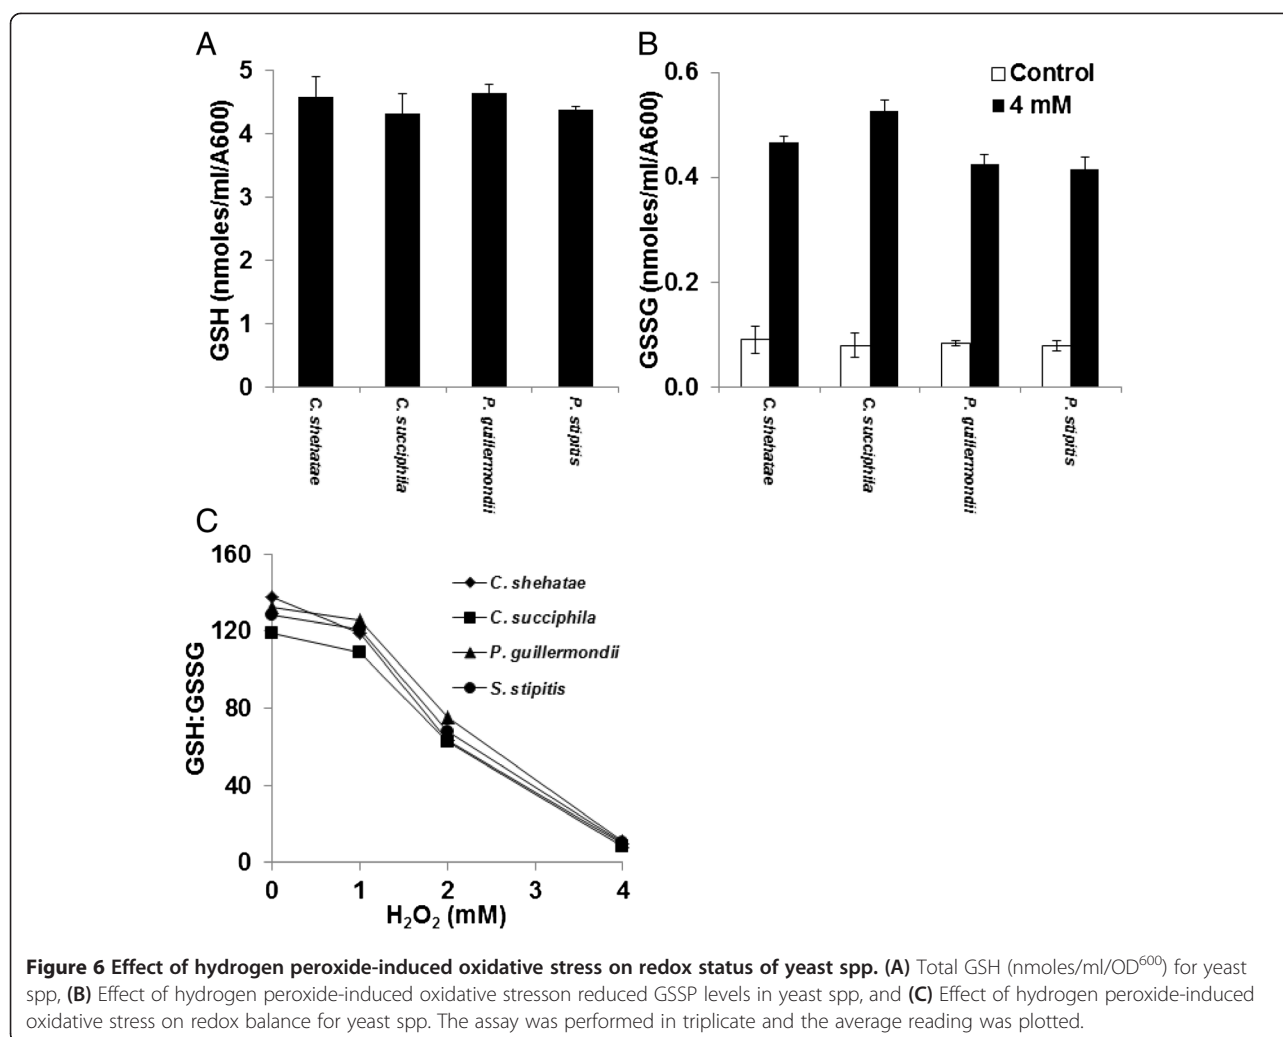 A
GSH (nmoles/ml/A600)
5
4
3
2
1
0
C. shehatae
C. succiphila
P. guillermondii
P. stipitis
B
Control
4 mM
GSSG (nmoles/ml/A600)
0.6
0.4
0.2
0.0
C. shehatae
C. succiphila
P. guillermondii
P. stipitis
C
GSH:GSSG
160
120
80
40
0
0 1 2 3 4
H₂O₂ (mM)
C. shehatae
C. succiphila
P. guillermondii
S. stipitis
Figure 6 Effect of hydrogen peroxide-induced oxidative stress on redox status of yeast spp. (A) Total GSH (nmoles/ml/OD⁶⁰⁰) for yeast
spp, (B) Effect of hydrogen peroxide-induced oxidative stresson reduced GSSP levels in yeast spp, and (C) Effect of hydrogen peroxide-induced
oxidative stress on redox balance for yeast spp. The assay was performed in triplicate and the average reading was plotted.